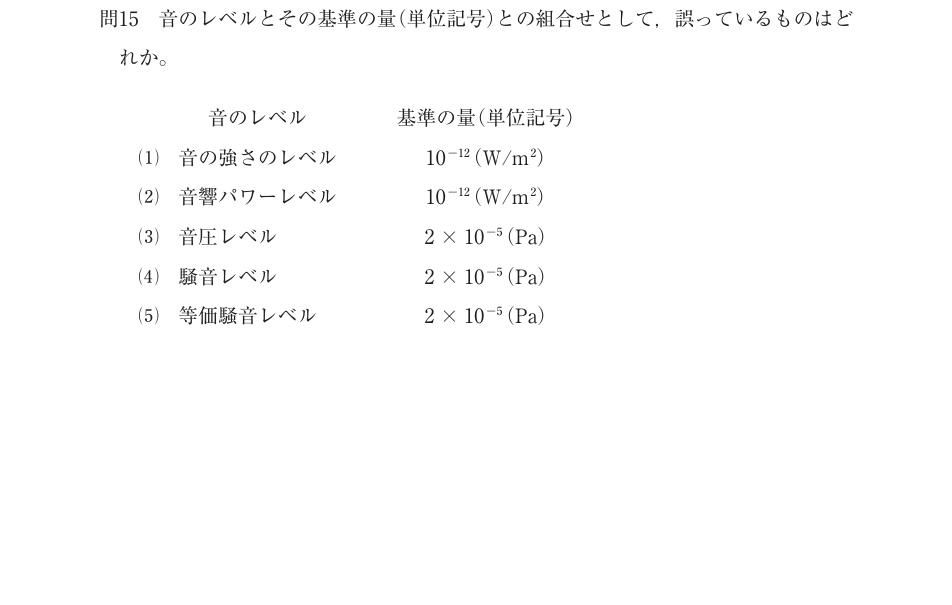 問15　音のレベルとその基準の量(単位記号)との組合せとして，誤っているものはど
れか。
音のレベル　基準の量(単位記号)
⑴　音の強さのレベル　10⁻¹²(W/m²)
⑵　音響パワーレベル　10⁻¹²(W/m²)
⑶　音圧レベル　2 × 10⁻⁵(Pa)
⑷　騒音レベル　2 × 10⁻⁵(Pa)
⑸　等価騒音レベル　2 × 10⁻⁵(Pa)